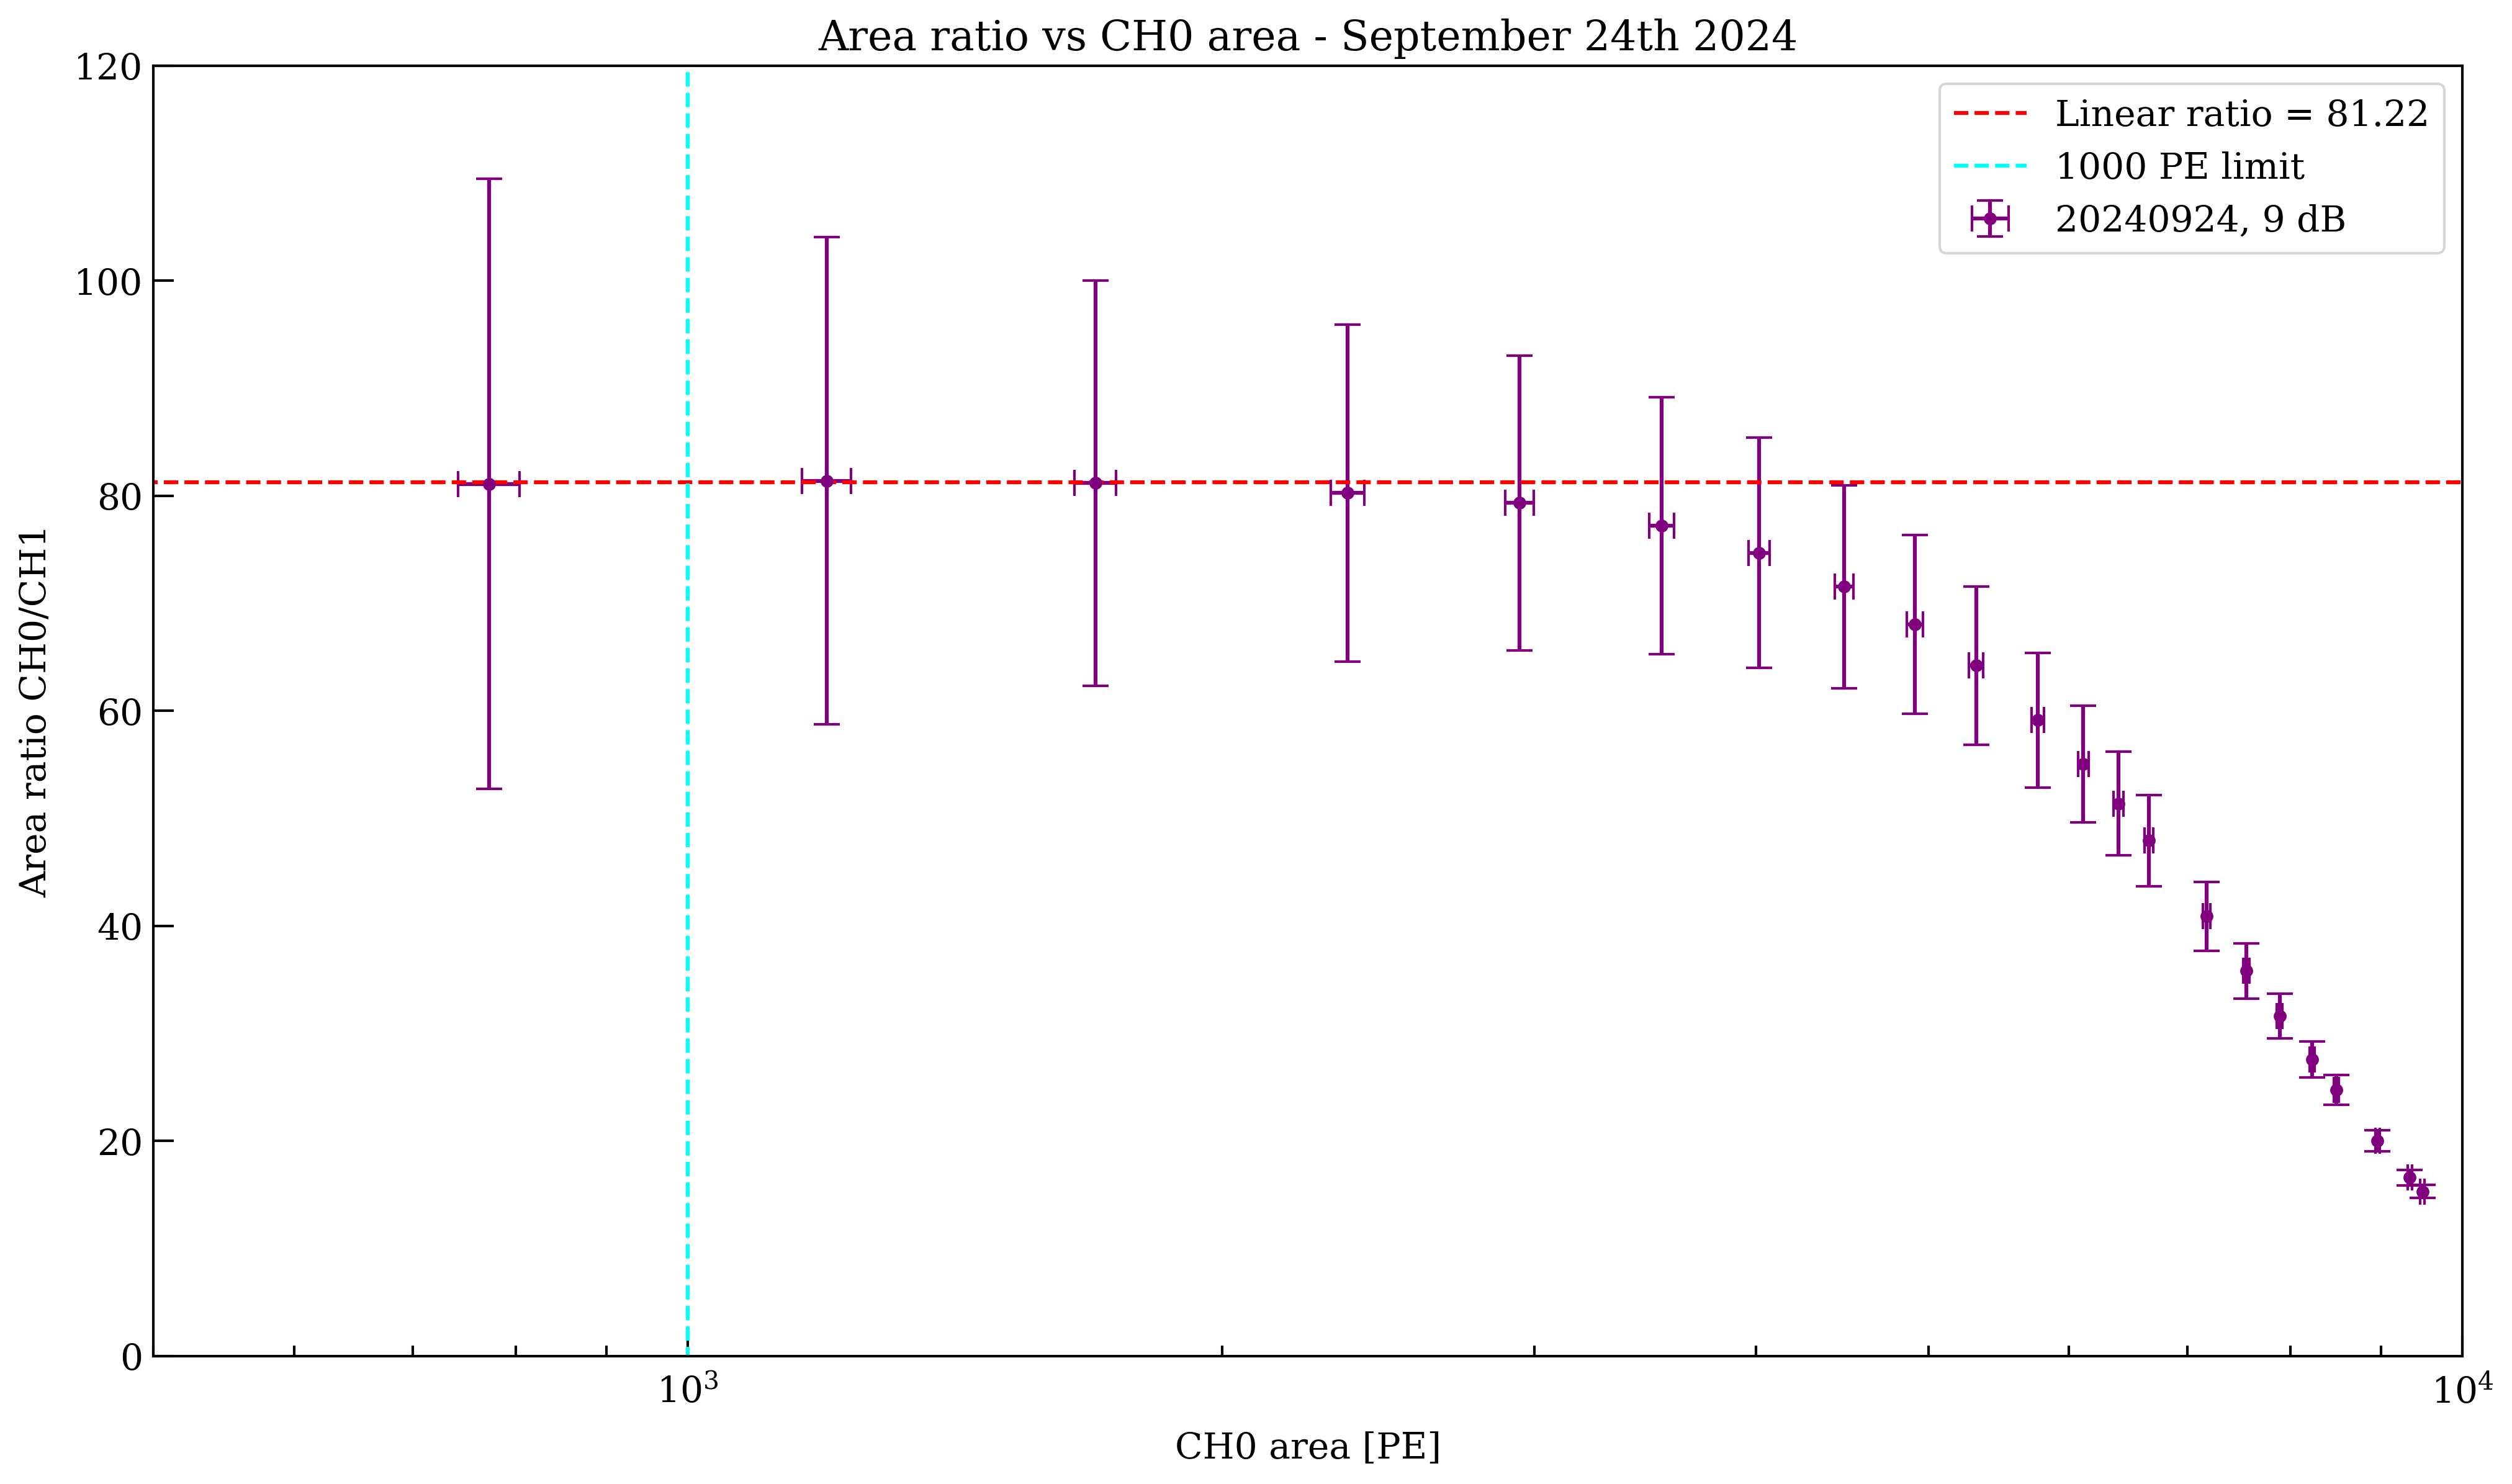 Area ratio vs CH0 area - September 24th 2024
120
100
80
60
40
20
0
Area ratio CH0/CH1
Linear ratio = 81.22
1000 PE limit
20240924, 9 dB
10³
10⁴
CH0 area [PE]